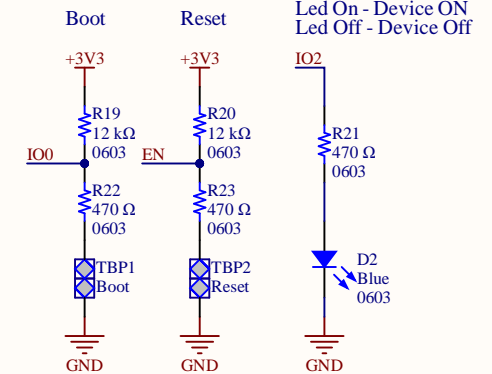 Boot
Reset
Led On - Device ON
Led Off - Device Off
+3V3
+3V3
IO2
R19
12 kΩ
0603
R20
12 kΩ
0603
R21
470 Ω
0603
IO0
EN
R22
470 Ω
0603
R23
470 Ω
0603
TBP1
Boot
TBP2
Reset
D2
Blue
0603
GND
GND
GND